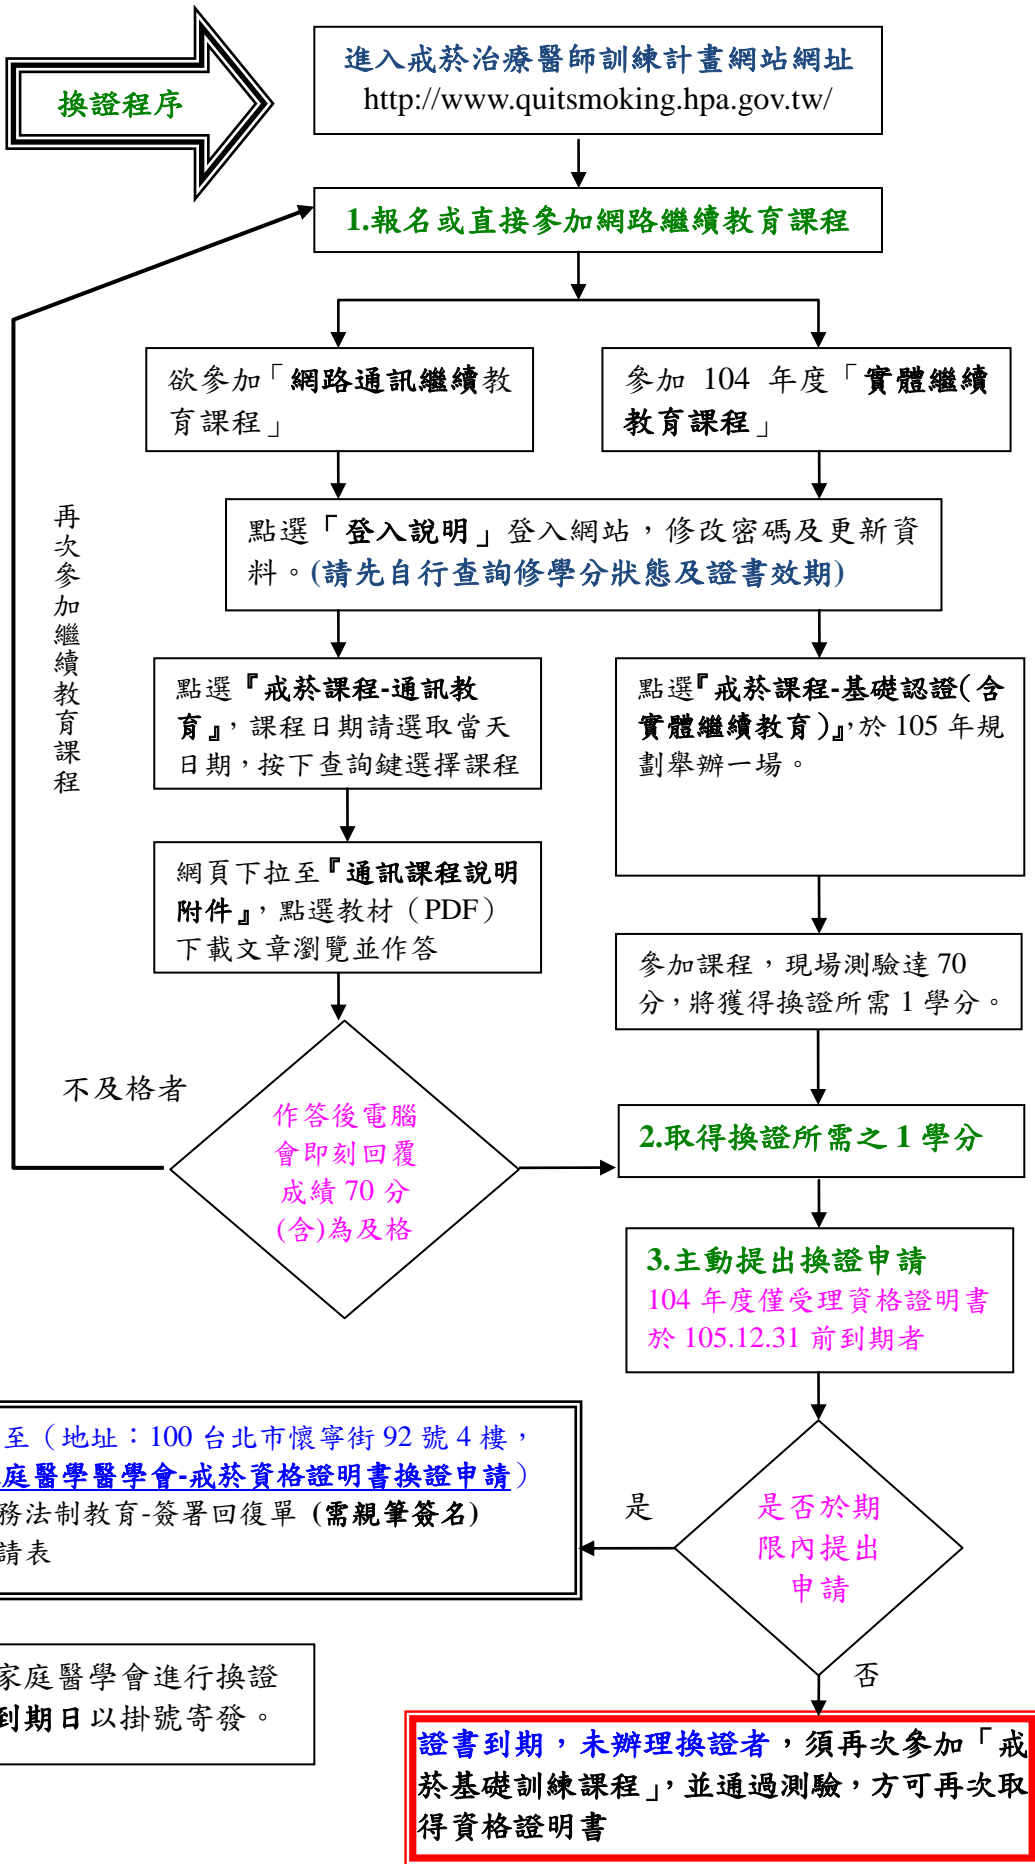 換證程序
進入戒菸治療醫師訓練計畫網站網址
http://www.quitsmoking.hpa.gov.tw/
1.報名或直接參加網路繼續教育課程
欲參加「網路通訊繼續教
育課程」
參加 104 年度「實體繼續
教育課程」
再次參加繼續教育課程
點選「登入說明」登入網站，修改密碼及更新資
料。(請先自行查詢修學分狀態及證書效期)
點選『戒菸課程-通訊教
育』，課程日期請選取當天
日期，按下查詢鍵選擇課程
點選『戒菸課程-基礎認證(含
實體繼續教育)』，於 105 年規
劃舉辦一場。
網頁下拉至『通訊課程說明
附件』，點選教材（PDF）
下載文章瀏覽並作答
參加課程，現場測驗達 70
分，將獲得換證所需 1 學分。
不及格者
作答後電腦
會即刻回覆
成績 70 分
(含)為及格
2.取得換證所需之 1 學分
3.主動提出換證申請
104 年度僅受理資格證明書
於 105.12.31 前到期者
至（地址：100 台北市懷寧街 92 號 4 樓，
庭醫學醫學會-戒菸資格證明書換證申請）
務法制教育-簽署回復單 (需親筆簽名)
請表
是
是否於期
限內提出
申請
家庭醫學會進行換證
到期日以掛號寄發。
否
證書到期，未辦理換證者，須再次參加「戒
菸基礎訓練課程」，並通過測驗，方可再次取
得資格證明書